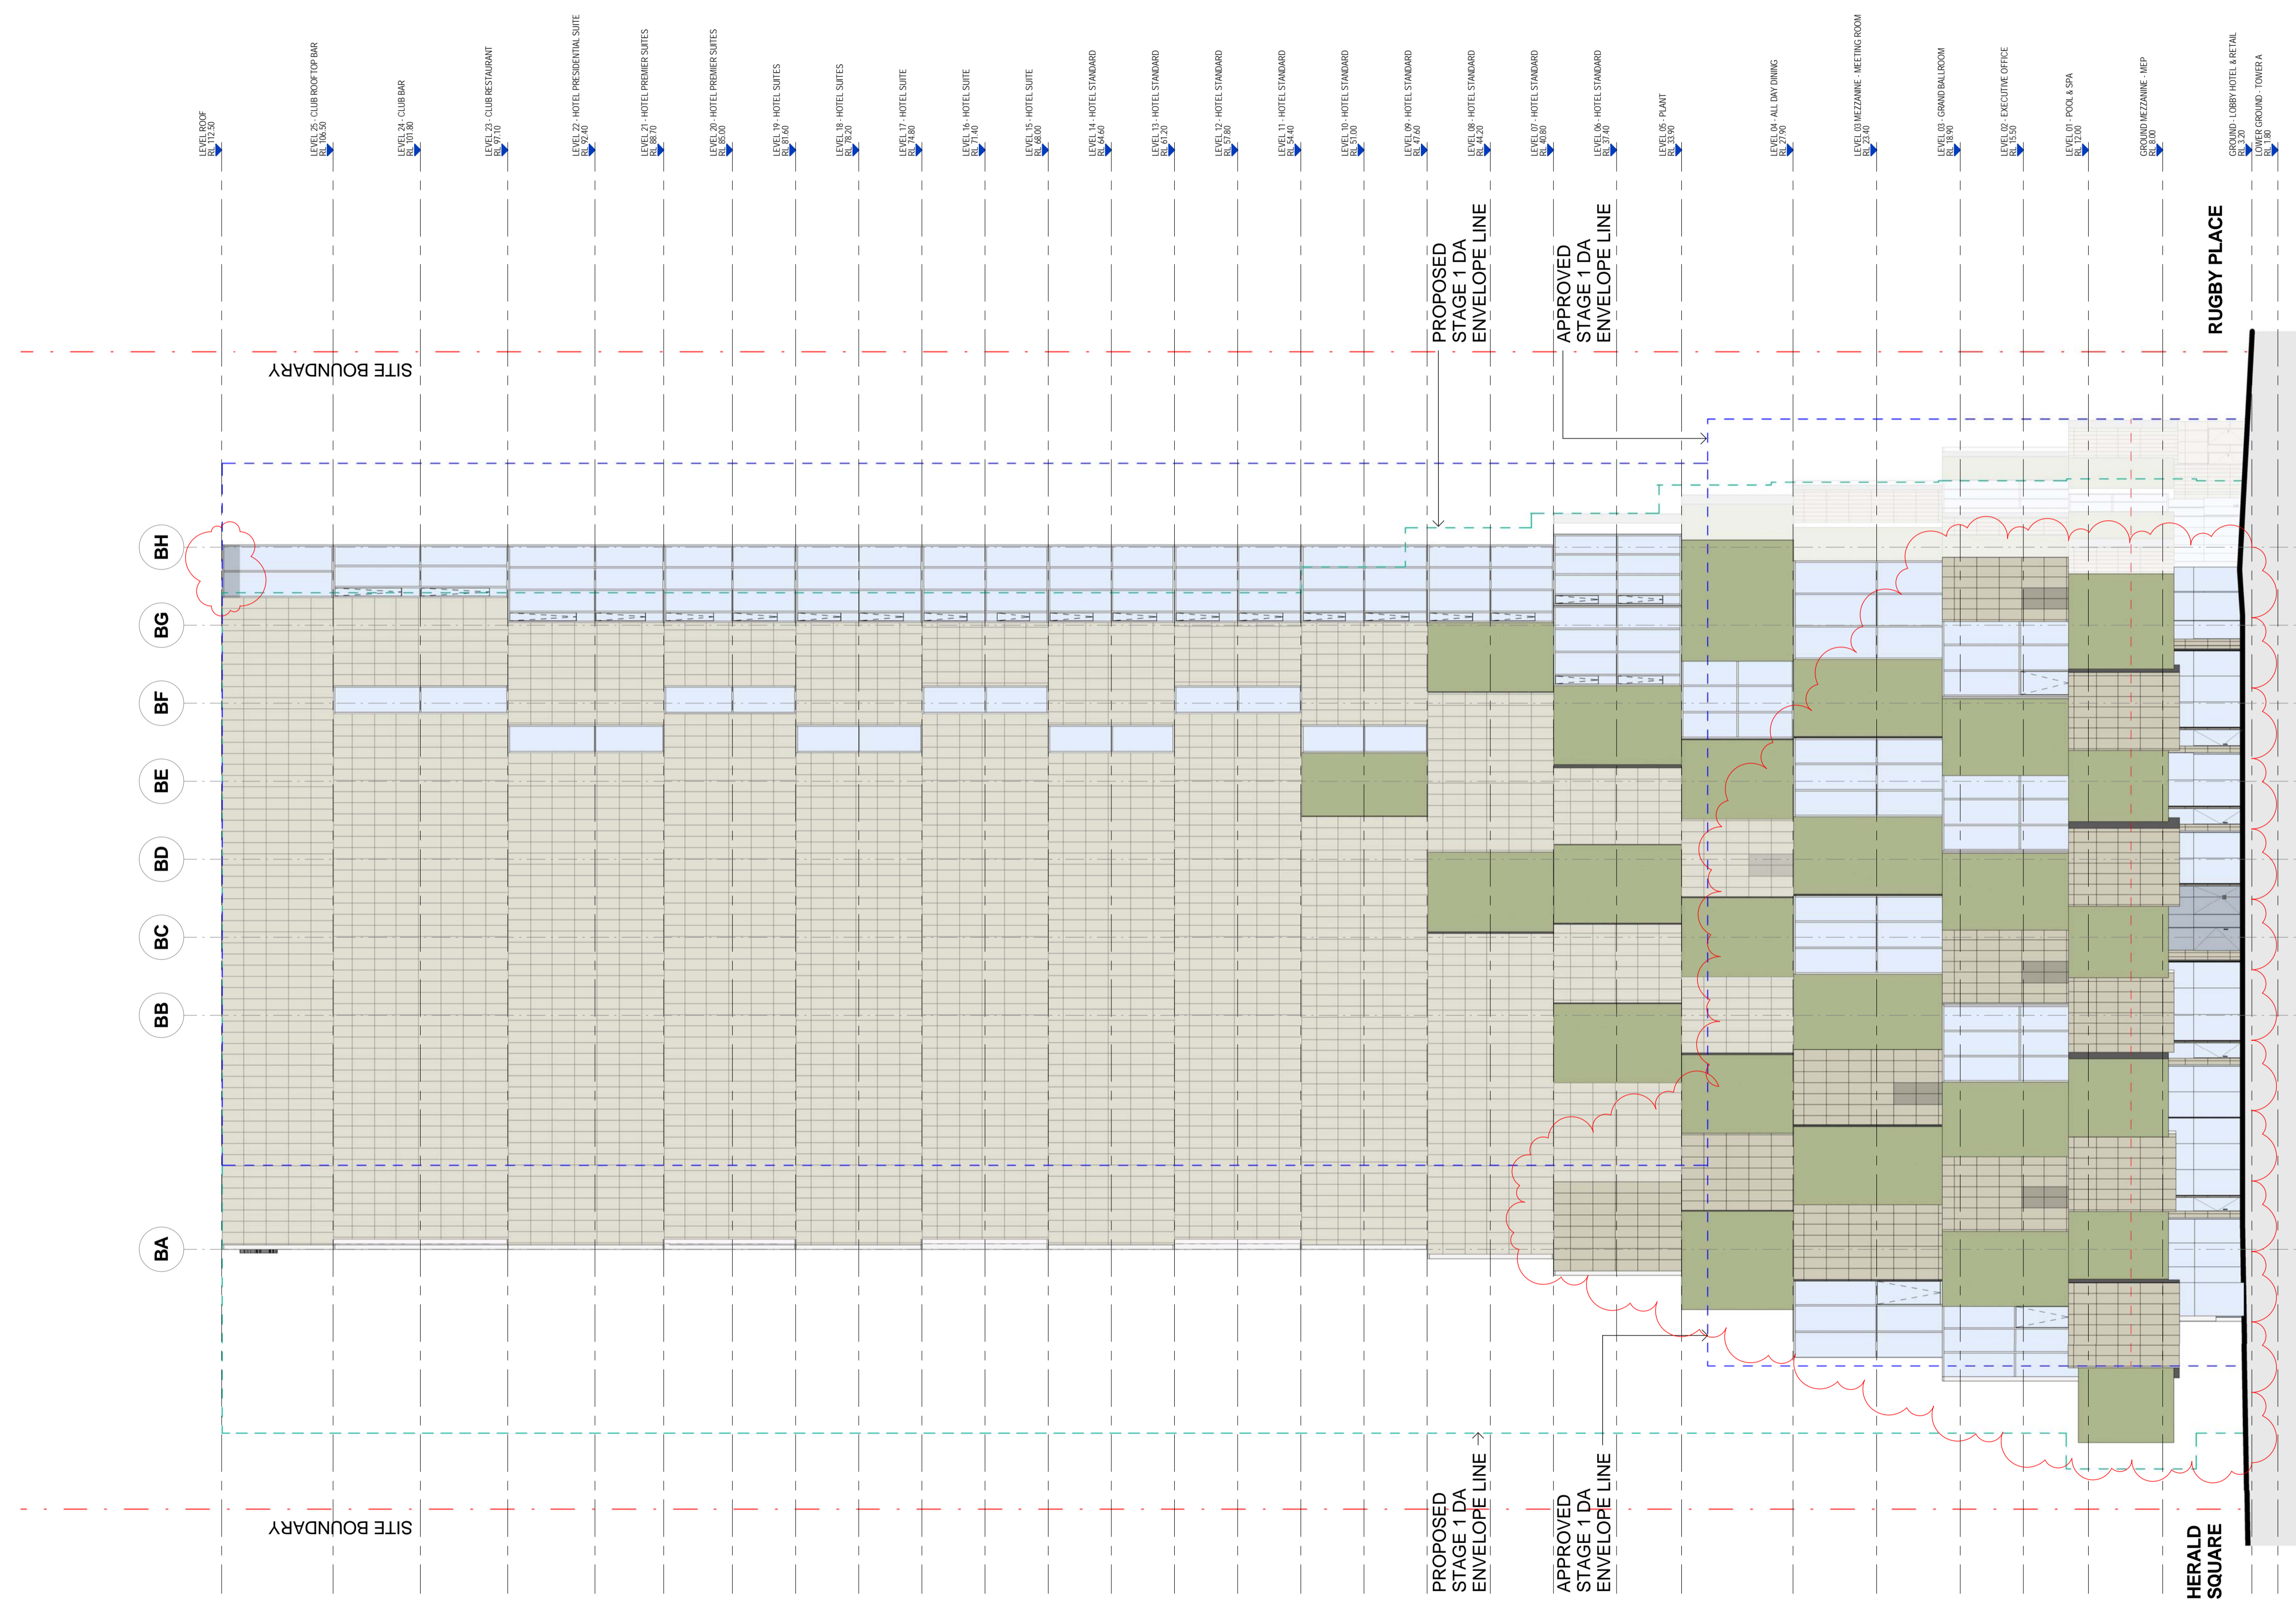 LEVEL ROOF
RL 112.50
LEVEL 25 - CLUB ROOFTOP BAR
RL 106.50
LEVEL 24 - CLUB BAR
RL 101.80
LEVEL 23 - CLUB RESTAURANT
RL 97.10
LEVEL 22 - HOTEL PRESIDENTIAL SUITE
RL 92.40
LEVEL 21 - HOTEL PREMIER SUITES
RL 88.70
LEVEL 20 - HOTEL PREMIER SUITES
RL 85.00
LEVEL 19 - HOTEL SUITES
RL 81.60
LEVEL 18 - HOTEL SUITES
RL 78.20
LEVEL 17 - HOTEL SUITE
RL 74.80
LEVEL 16 - HOTEL SUITE
RL 71.40
LEVEL 15 - HOTEL SUITE
RL 68.00
LEVEL 14 - HOTEL STANDARD
RL 64.60
LEVEL 13 - HOTEL STANDARD
RL 61.20
LEVEL 12 - HOTEL STANDARD
RL 57.80
LEVEL 11 - HOTEL STANDARD
RL 54.40
LEVEL 10 - HOTEL STANDARD
RL 51.00
LEVEL 09 - HOTEL STANDARD
RL 47.60
LEVEL 08 - HOTEL STANDARD
RL 44.20
LEVEL 07 - HOTEL STANDARD
RL 40.80
LEVEL 06 - HOTEL STANDARD
RL 37.40
LEVEL 05 - PLANT
RL 33.90
LEVEL 04 - ALL DAY DINING
RL 27.90
LEVEL 03 MEZZANINE - MEETING ROOM
RL 23.40
LEVEL 03 - GRAND BALLROOM
RL 18.90
LEVEL 02 - EXECUTIVE OFFICE
RL 15.50
LEVEL 01 - POOL & SPA
RL 12.00
GROUND MEZZANINE - MEP
RL 8.00
GROUND - LOBBY HOTEL & RETAIL
RL 3.20
LOWER GROUND - TOWER A
RL 1.80
PROPOSED
STAGE 1 DA
ENVELOPE LINE
APPROVED
STAGE 1 DA
ENVELOPE LINE
RUGBY PLACE
SITE BOUNDARY
BH
BG
BF
BE
BD
BC
BB
BA
PROPOSED
STAGE 1 DA
ENVELOPE LINE
APPROVED
STAGE 1 DA
ENVELOPE LINE
SITE BOUNDARY
HERALD
SQUARE